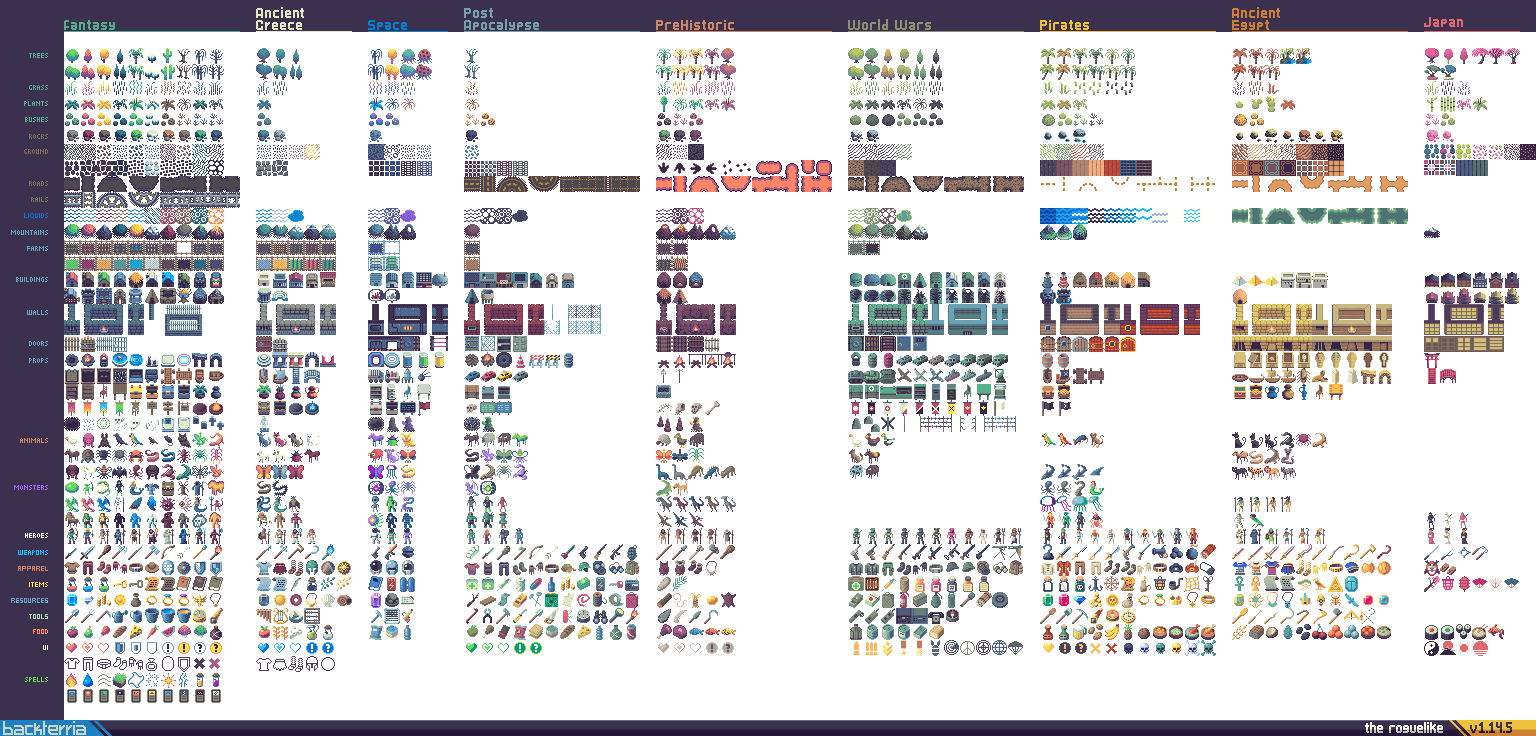 Fantasy
Ancient
Greece
Space
Post
Apocalypse
PreHistoric
World Wars
Pirates
Ancient
Egypt
Japan
TREES
GRASS
PLANTS
BUSHES
ROCKS
GROUND
ROADS
RAILS
LIQUIDS
MOUNTAINS
FARMS
BUILDINGS
WALLS
DOORS
PROPS
ANIMALS
MONSTERS
HEROES
WEAPONS
APPAREL
ITEMS
RESOURCES
TOOLS
FOOD
UI
SPELLS
backterria
the roguelike
v1.14.5